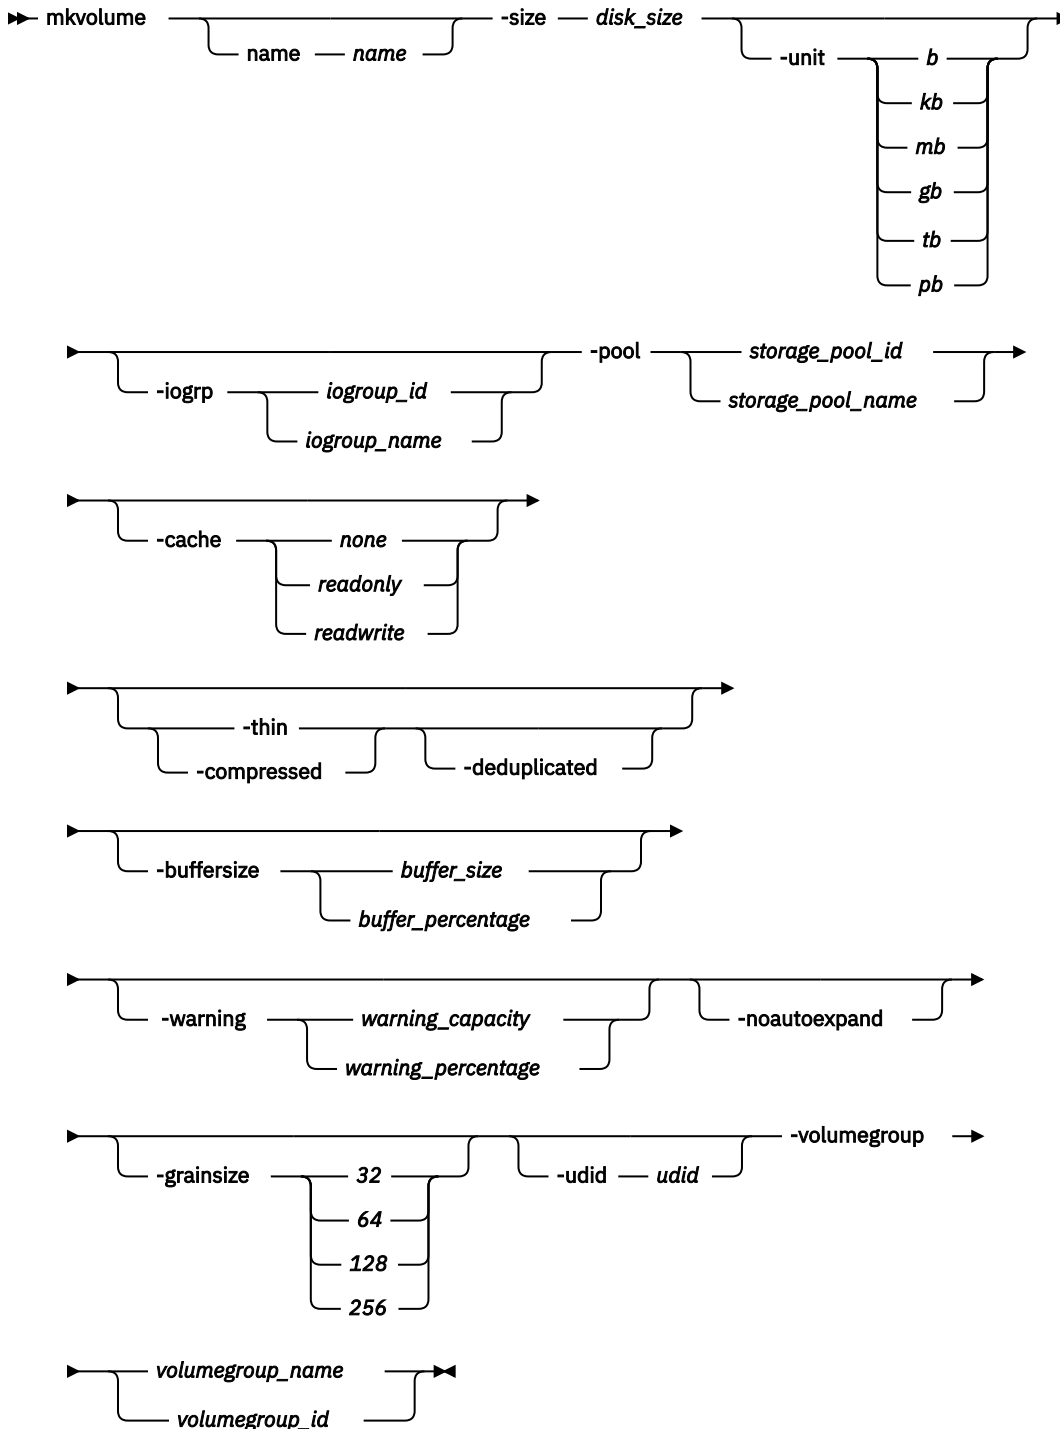 mkvolume -size disk_size
name name -unit b
kb
mb
gb
tb
pb
-pool storage_pool_id
-iogrp iogroup_id storage_pool_name
iogroup_name
-cache none
readonly
readwrite
-thin
-compressed -deduplicated
-buffersize buffer_size
buffer_percentage
-warning warning_capacity -noautoexpand
warning_percentage
-volumegroup
-grainsize 32 -udid udid
64
128
256
volumegroup_name
volumegroup_id